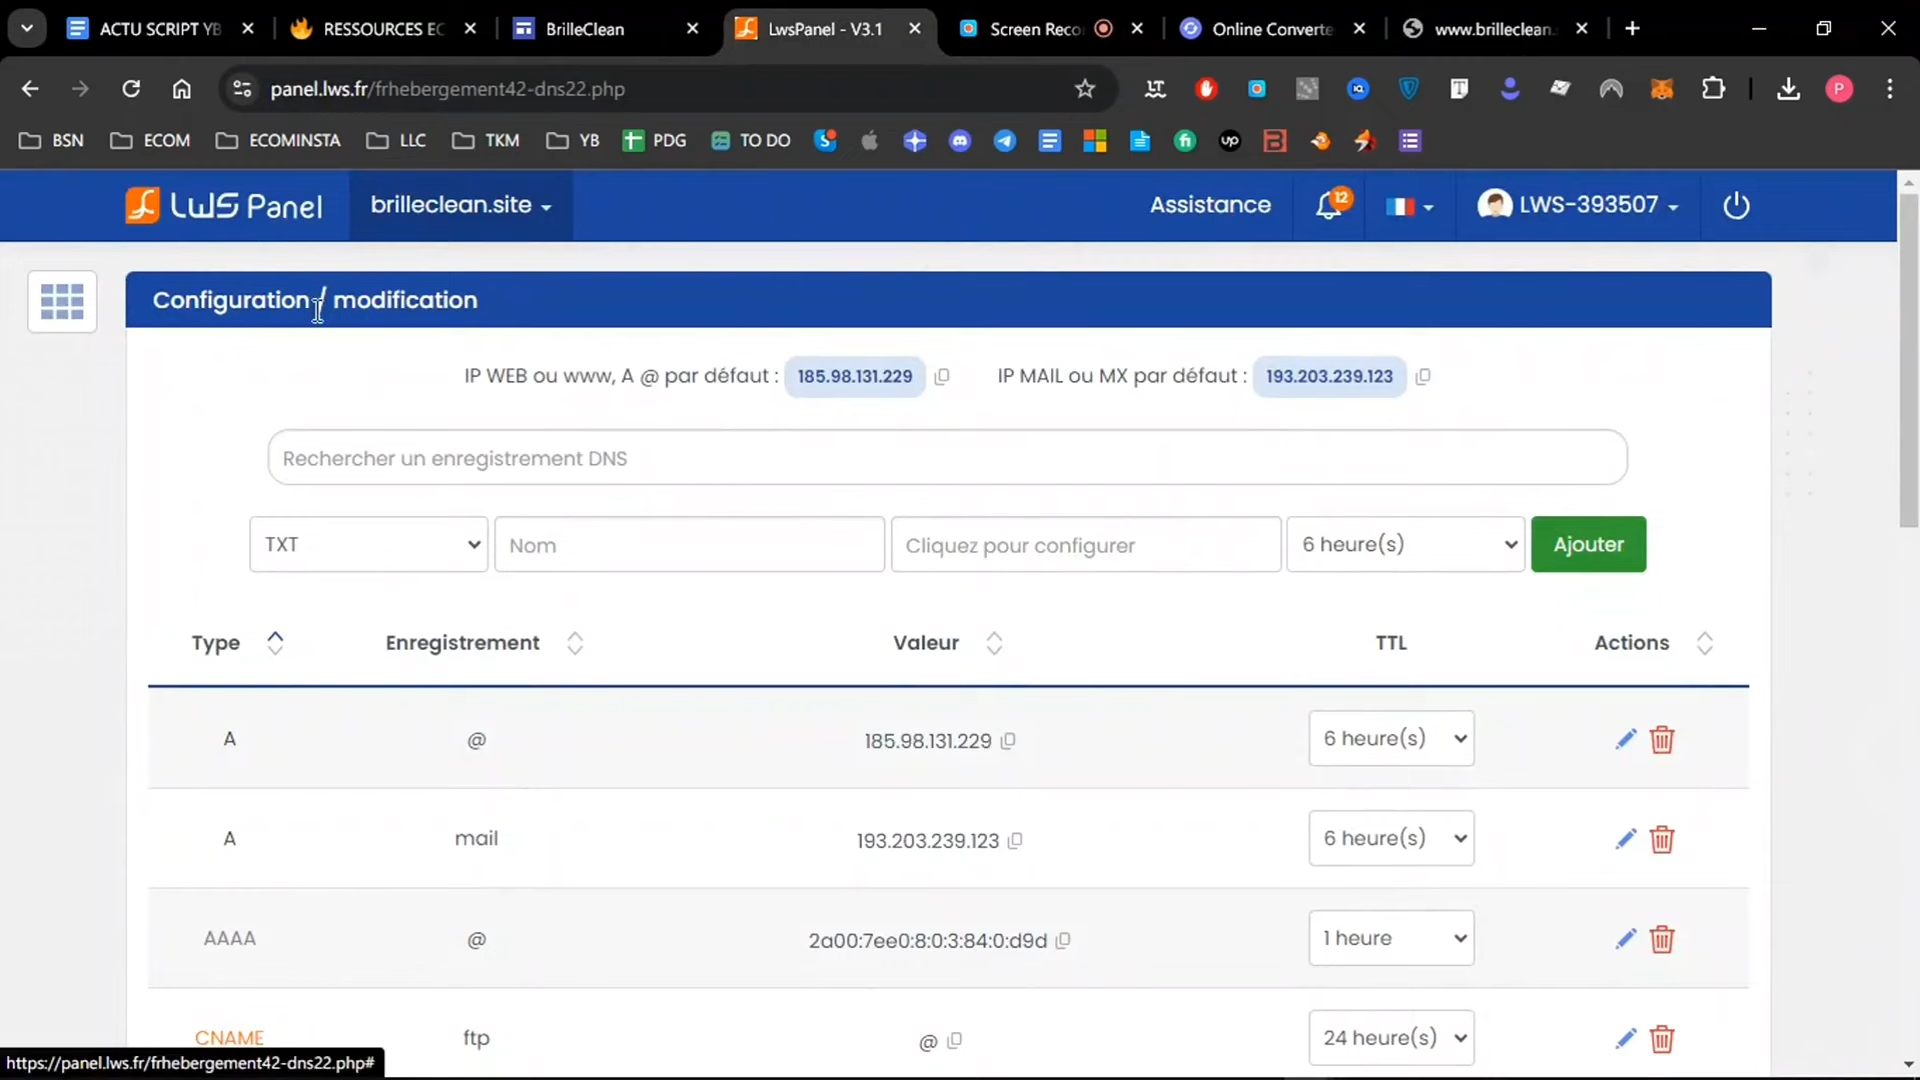 ACTU SCRIPT YB
RESSOURCES EC
BrilleClean
LwsPanel - V3.1
Screen Reco
Online Converte
www.brilleclean.
panel.lws.fr/frhebergement42-dns22.php
BSN
ECOM
ECOMINSTA
LLC
TKM
YB
PDG
TO DO
LWS Panel
brilleclean.site
Assistance
12
LWS-393507
Configuration / modification
IP WEB ou www, A @ par défaut : 185.98.131.229
IP MAIL ou MX par défaut : 193.203.239.123
Rechercher un enregistrement DNS
TXT
Nom
Cliquez pour configurer
6 heure(s)
Ajouter
Type
Enregistrement
Valeur
TTL
Actions
A
@
185.98.131.229
6 heure(s)
A
mail
193.203.239.123
6 heure(s)
AAAA
@
2a00:7ee0:8:0:3:84:0:d9d
1 heure
CNAME
ftp
@
24 heure(s)
https://panel.lws.fr/frhebergement42-dns22.php#